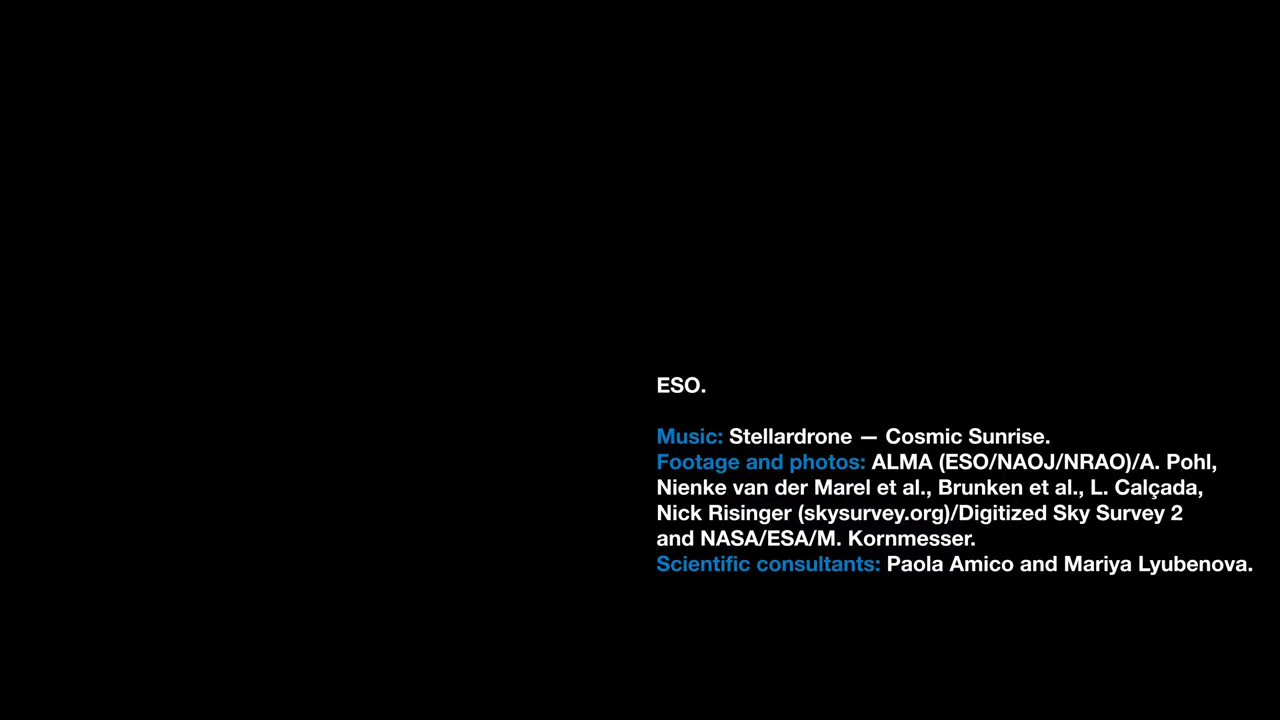 ESO.
Music: Stellardrone — Cosmic Sunrise.
Footage and photos: ALMA (ESO/NAOJ/NRAO)/A. Pohl,
Nienke van der Marel et al., Brunken et al., L. Calçada,
Nick Risinger (skysurvey.org)/Digitized Sky Survey 2
and NASA/ESA/M. Kornmesser.
Scientific consultants: Paola Amico and Mariya Lyubenova.